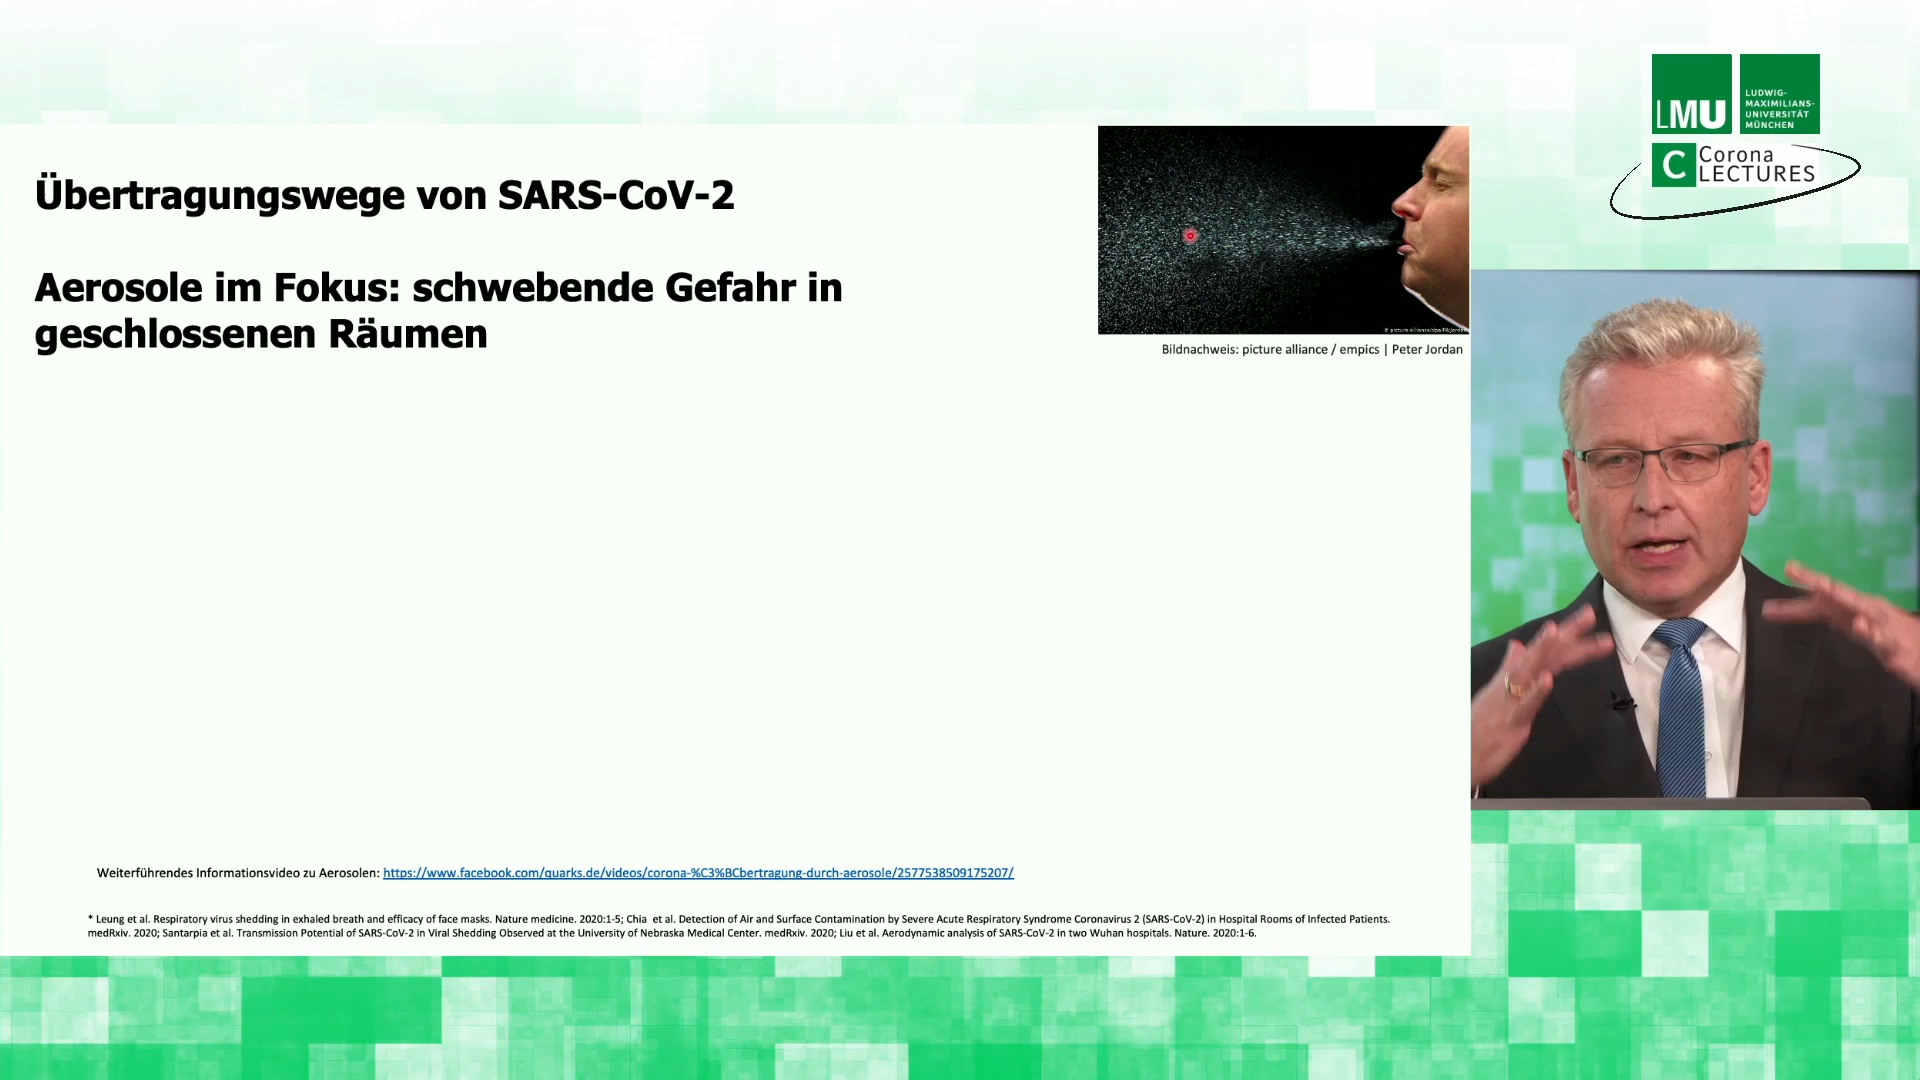 Übertragungswege von SARS-CoV-2
Aerosole im Fokus: schwebende Gefahr in
geschlossenen Räumen
© picture-alliance/dpa/PA/Jordan
Bildnachweis: picture alliance / empics | Peter Jordan
LMU
LUDWIG-
MAXIMILIANS-
UNIVERSITÄT
MÜNCHEN
C Corona
LECTURES
Weiterführendes Informationsvideo zu Aerosolen: https://www.facebook.com/quarks.de/videos/corona-%C3%BCbertragung-durch-aerosole/2577538509175207/
* Leung et al. Respiratory virus shedding in exhaled breath and efficacy of face masks. Nature medicine. 2020:1-5; Chia et al. Detection of Air and Surface Contamination by Severe Acute Respiratory Syndrome Coronavirus 2 (SARS-CoV-2) in Hospital Rooms of Infected Patients.
medRxiv. 2020; Santarpia et al. Transmission Potential of SARS-CoV-2 in Viral Shedding Observed at the University of Nebraska Medical Center. medRxiv. 2020; Liu et al. Aerodynamic analysis of SARS-CoV-2 in two Wuhan hospitals. Nature. 2020:1-6.